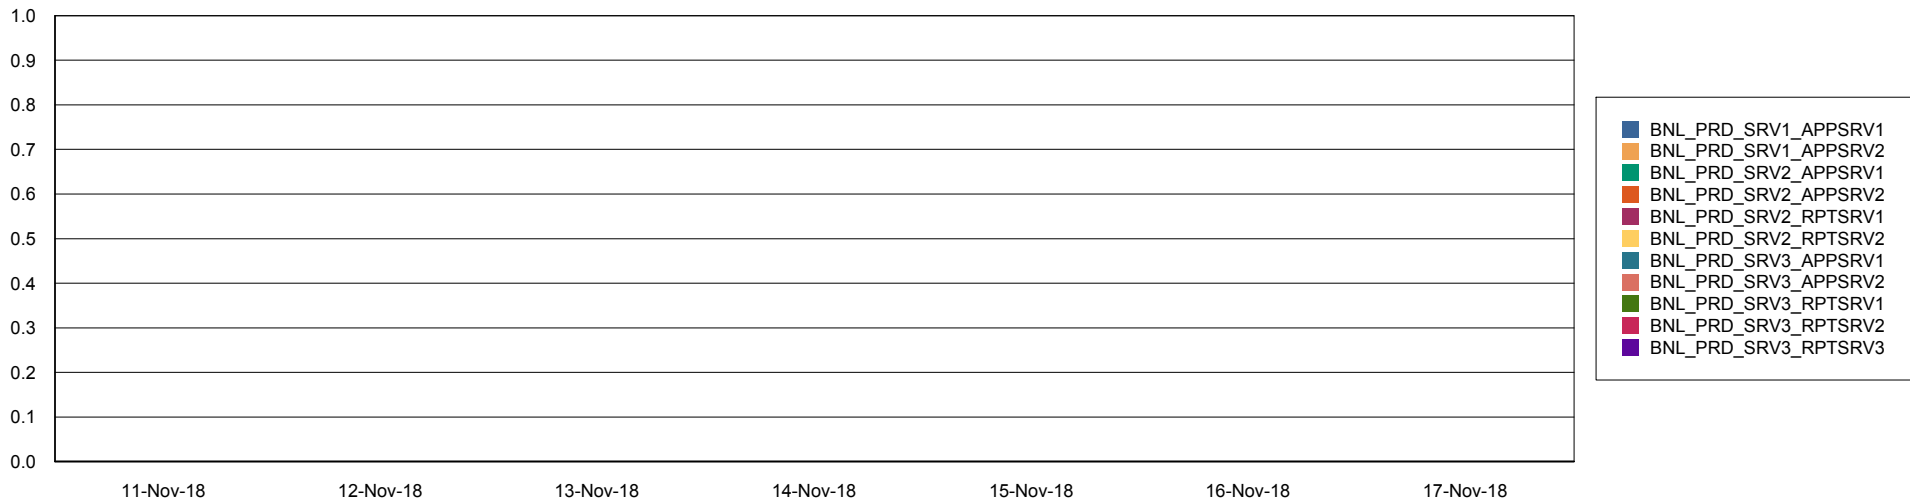 1.0
0.9
0.8
0.7
0.6
0.5
0.4
0.3
0.2
0.1
0.0
11-Nov-18 12-Nov-18 13-Nov-18 14-Nov-18 15-Nov-18 16-Nov-18 17-Nov-18
BNL_PRD_SRV1_APPSRV1
BNL_PRD_SRV1_APPSRV2
BNL_PRD_SRV2_APPSRV1
BNL_PRD_SRV2_APPSRV2
BNL_PRD_SRV2_RPTSRV1
BNL_PRD_SRV2_RPTSRV2
BNL_PRD_SRV3_APPSRV1
BNL_PRD_SRV3_APPSRV2
BNL_PRD_SRV3_RPTSRV1
BNL_PRD_SRV3_RPTSRV2
BNL_PRD_SRV3_RPTSRV3